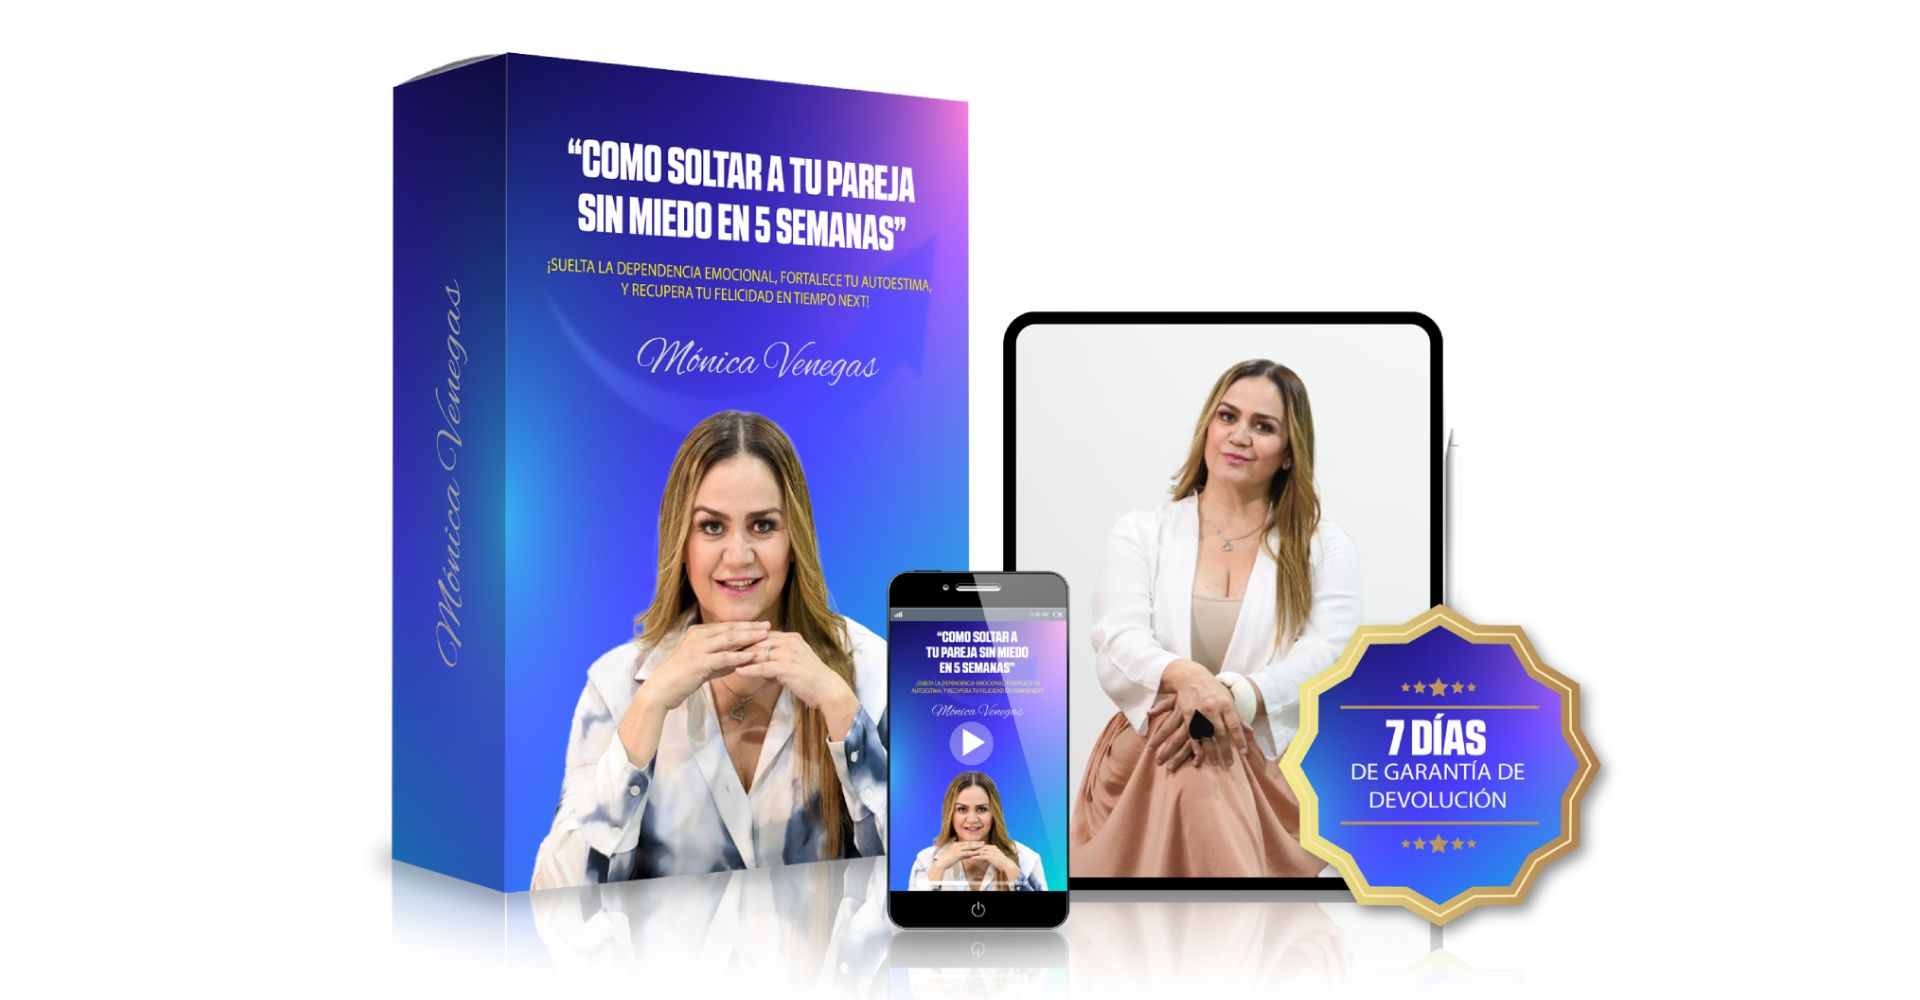 “COMO SOLTAR A TU PAREJA
SIN MIEDO EN 5 SEMANAS”
¡SUELTA LA DEPENDENCIA EMOCIONAL, FORTALECE TU AUTOESTIMA,
Y RECUPERA TU FELICIDAD EN TIEMPO NEXT!
Mónica Venegas
Mónica Venegas
“COMO SOLTAR A
TU PAREJA SIN MIEDO
EN 5 SEMANAS”
¡SUELTA LA DEPENDENCIA EMOCIONAL, FORTALECE TU
AUTOESTIMA, Y RECUPERA TU FELICIDAD EN TIEMPO NEXT!
Mónica Venegas
7 DÍAS
DE GARANTÍA DE
DEVOLUCIÓN